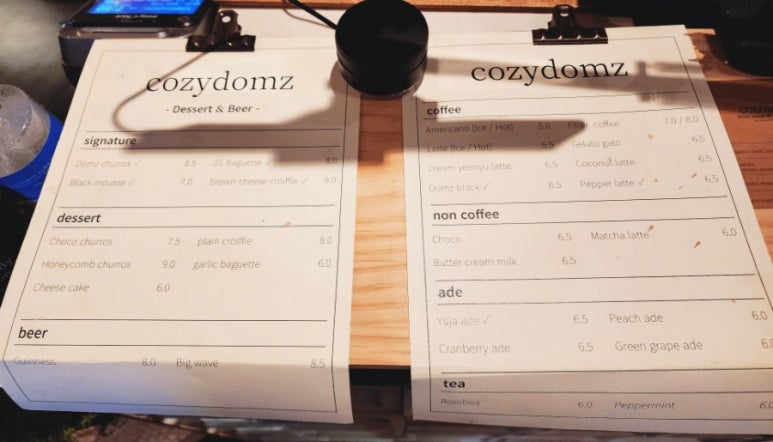 cozydomz
- Dessert & Beer -
signature
Domz churros ✓ 8.5 35 Baguette ✓ 8.0
Black mousse ✓ 7.0 brown cheese croiffle ✓ 9.0
dessert
Choco churros 7.5 plain croiffle 8.0
Honeycomb churros 9.0 garlic baguette 6.0
Cheese cake 6.0
beer
Guinness 8.0 Big wave 8.5
cozydomz
coffee
Americano [Ice / Hot] 5.0 Filter coffee 7.0 / 8.0
Latte [Ice / Hot] 5.5 Gelato gato 6.5
Cream yeonyu latte 6.5 Coconut latte 6.5
Domz black ✓ 6.5 Pepper latte ✓ 6.5
non coffee
Choco 6.5 Matcha latte 6.0
Butter cream milk 6.5
ade
Yuja ade ✓ 6.5 Peach ade 6.0
Cranberry ade 6.5 Green grape ade
tea
Rooibos 6.0 Peppermint 6.0